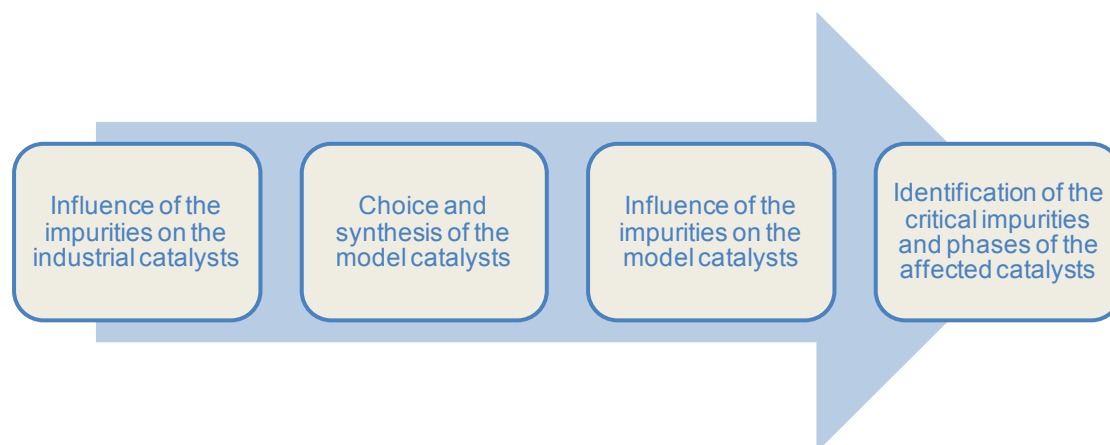 Influence of the
impurities on the
industrial catalysts
Choice and
synthesis of the
model catalysts
Influence of the
impurities on the
model catalysts
Identification of the
critical impurities
and phases of the
affected catalysts